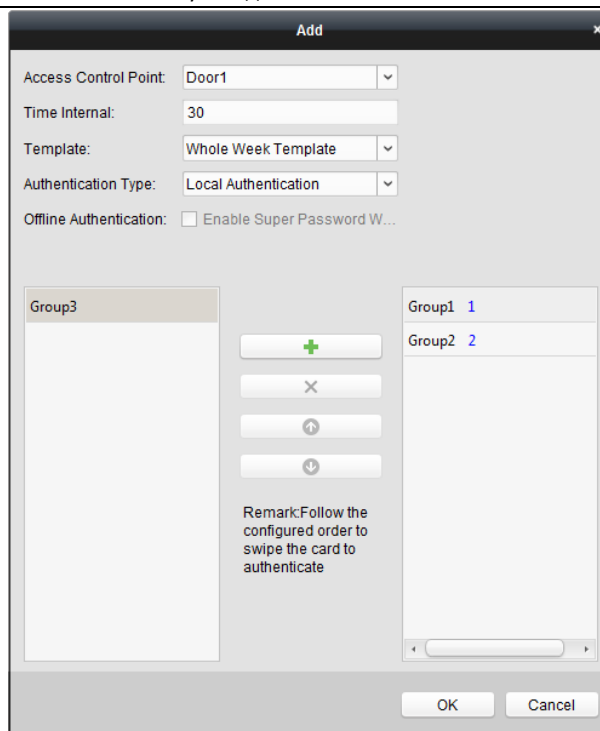 Add
Access Control Point: Door1
Time Internal: 30
Template: Whole Week Template
Authentication Type: Local Authentication
Offline Authentication: Enable Super Password W...
Group3
Group1 1
Group2 2
Remark:Follow the
configured order to
swipe the card to
authenticate
OK Cancel